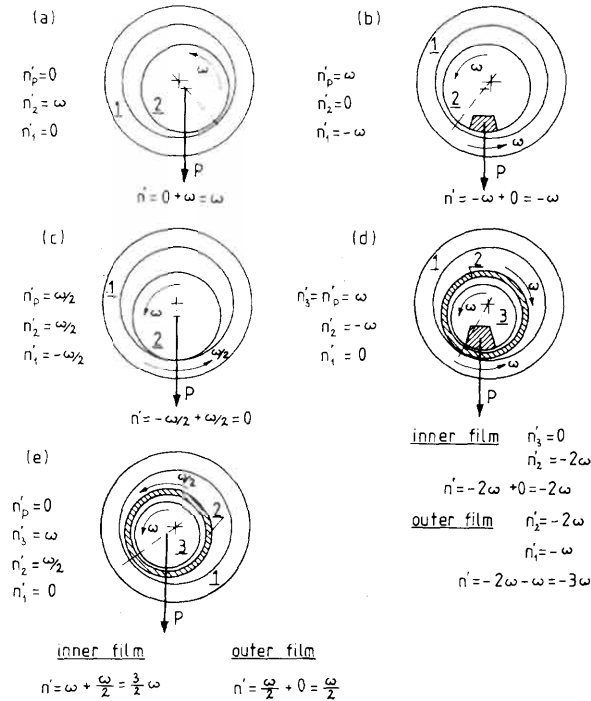 (a)
n'p = 0
n'2 = ω
n'1 = 0
1
2
ω
P
n' = 0 + ω = ω
(b)
n'p = ω
n'2 = 0
n'1 = -ω
1
ω
2
ω
P
n' = -ω + 0 = -ω
(c)
n'p = ω/2
n'2 = ω/2
n'1 = -ω/2
1
ω
2
ω/2
P
n' = -ω/2 + ω/2 = 0
(d)
n'3 = n'p = ω
n'2 = -ω
n'1 = 0
1
2
ω
ω
3
ω
P
inner film
n'3 = 0
n'2 = -2ω
n' = -2ω + 0 = -2ω
outer film
n'2 = -2ω
n'1 = -ω
n' = -2ω - ω = -3ω
(e)
n'p = 0
n'3 = ω
n'2 = ω/2
n'1 = 0
ω/2
2
ω
3
1
P
inner film
n' = ω + ω/2 = 3/2 ω
outer film
n' = ω/2 + 0 = ω/2